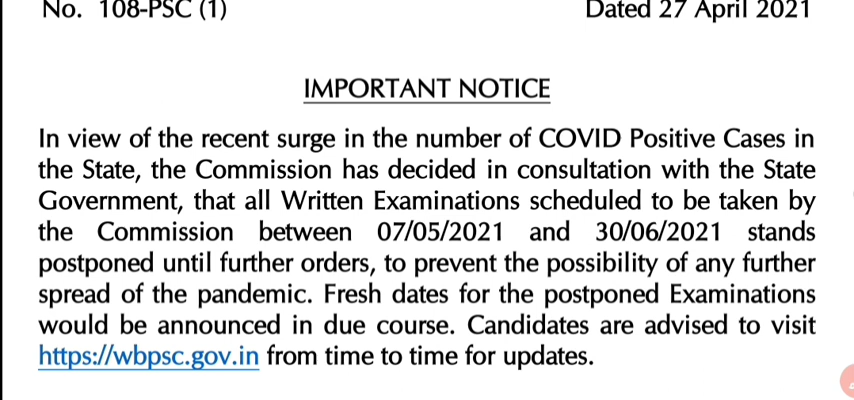 No. 108-PSC (1) Dated 27 April 2021
IMPORTANT NOTICE
In view of the recent surge in the number of COVID Positive Cases in
the State, the Commission has decided in consultation with the State
Government, that all Written Examinations scheduled to be taken by
the Commission between 07/05/2021 and 30/06/2021 stands
postponed until further orders, to prevent the possibility of any further
spread of the pandemic. Fresh dates for the postponed Examinations
would be announced in due course. Candidates are advised to visit
https://wbpsc.gov.in from time to time for updates.